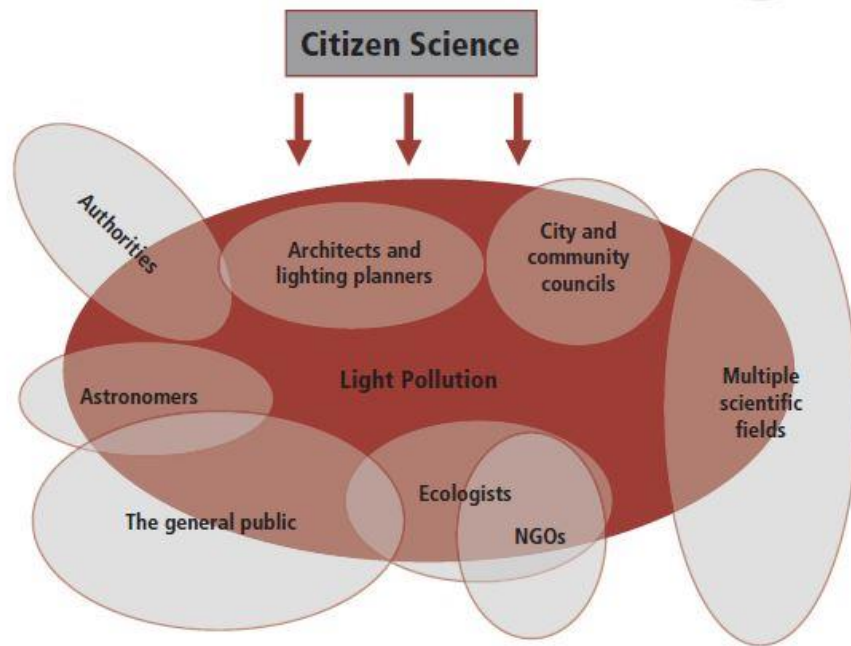 Citizen Science
Authorities
Architects and
lighting planners
City and
community
councils
Light Pollution
Astronomers
Multiple
scientific
fields
Ecologists
The general public
NGOs